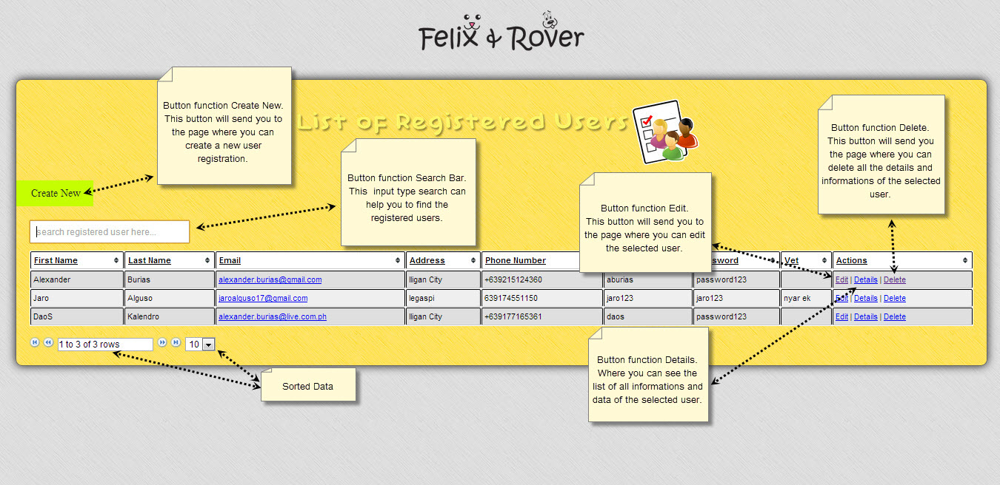 Felix & Rover
List of Registered Users
Button function Create New.
This button will send you to
the page where you can
create a new user
registration.
Button function Delete.
This button will send you
the page where you can
delete all the details and
informations of the selected
user.
Button function Search Bar.
This input type search can
help you to find the
registered users.
Button function Edit.
This button will send you to
the page where you can edit
the selected user.
Create New
search registered user here...
First Name Last Name Email Address Phone Number sword Vet Actions
Alexander Burias alexander.burias@gmail.com Iligan City +639215124360 aburias password123 Edit | Details | Delete
Jaro Alguso jaroalguso17@gmail.com legaspi 639174551150 jaro123 jaro123 nyar ek Edit | Details | Delete
DaoS Kalendro alexander.burias@live.com.ph Iligan City +639177165361 daos password123 Edit | Details | Delete
1 to 3 of 3 rows 10
Button function Details.
Where you can see the
list of all informations and
data of the selected user.
Sorted Data